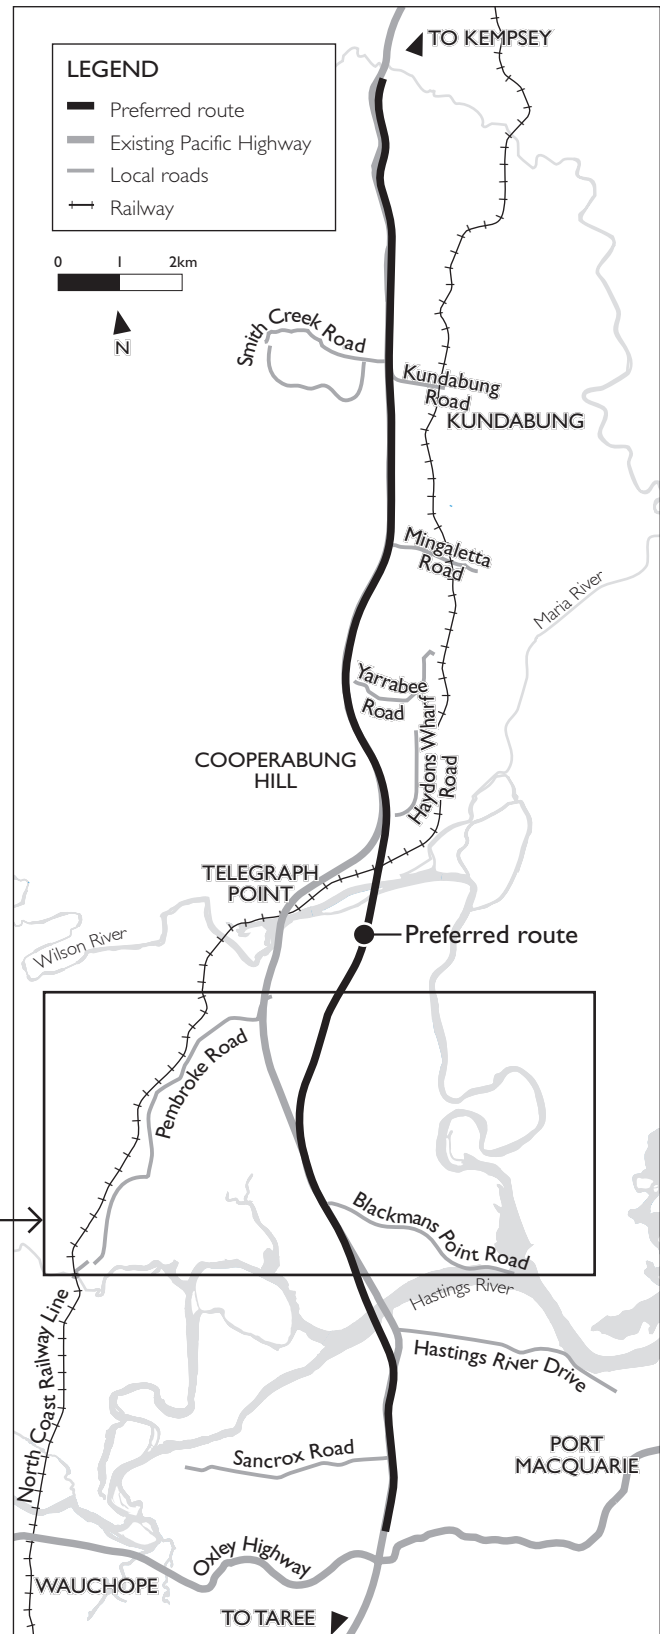 TO KEMPSEY
LEGEND
Preferred route
Existing Pacific Highway
Local roads
Railway
0 1 2km
N
Smith Creek Road
Kundabung
Road
KUNDABUNG
Mingaletta
Road
Maria River
Yarrabee
Road
Haydons Wharf
Road
COOPERABUNG
HILL
TELEGRAPH
POINT
Wilson River
Preferred route
Pembroke Road
Blackmans Point Road
Hastings River
North Coast Railway Line
Hastings River Drive
Sancrox Road
PORT
MACQUARIE
Oxley Highway
WAUCHOPE
TO TAREE